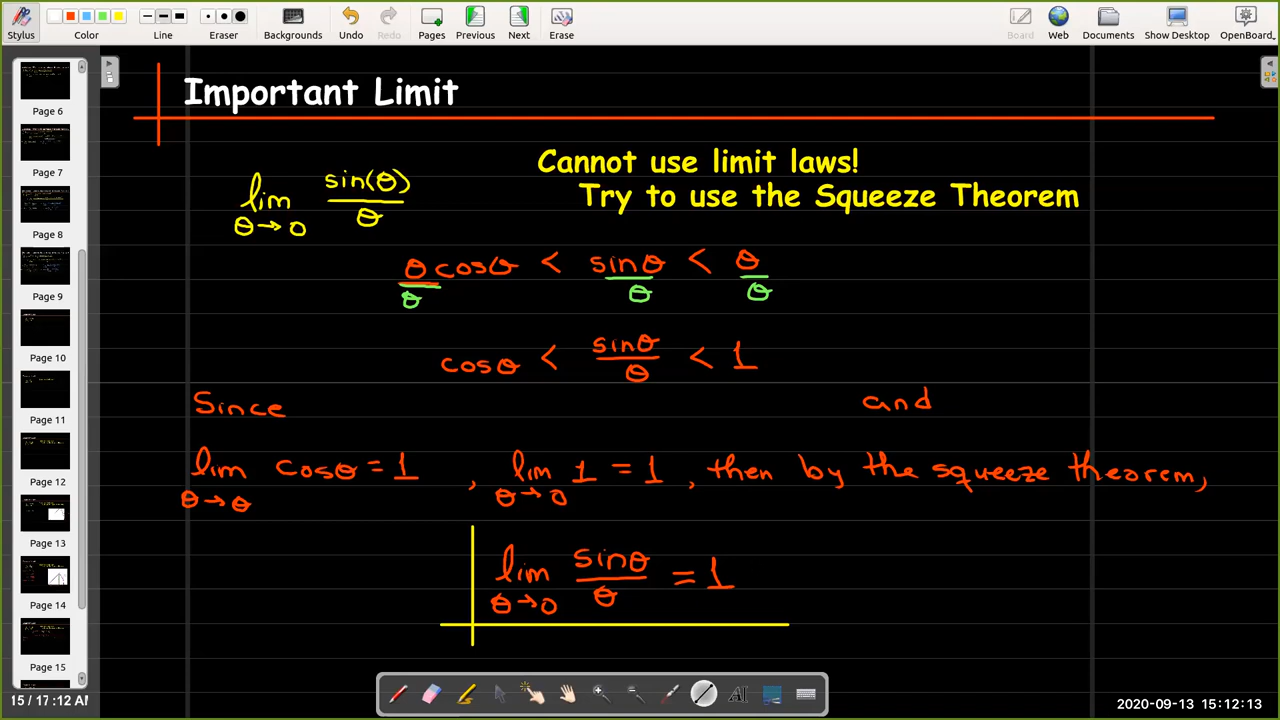 Stylus Color Line Eraser Backgrounds Undo Redo Pages Previous Next Erase Board Web Documents Show Desktop OpenBoard
Important Limit
Cannot use limit laws!
Try to use the Squeeze Theorem
lim θ→0 sin(θ)/θ
θcosθ/θ < sinθ/θ < θ/θ
cosθ < sinθ/θ < 1
Since and
lim θ→θ cosθ = 1 , lim θ→0 1 = 1 , then by the squeeze theorem,
lim θ→0 sinθ/θ = 1
Page 6
Page 7
Page 8
Page 9
Page 10
Page 11
Page 12
Page 13
Page 14
Page 15
15 / 17:12 AM
2020-09-13 15:12:13